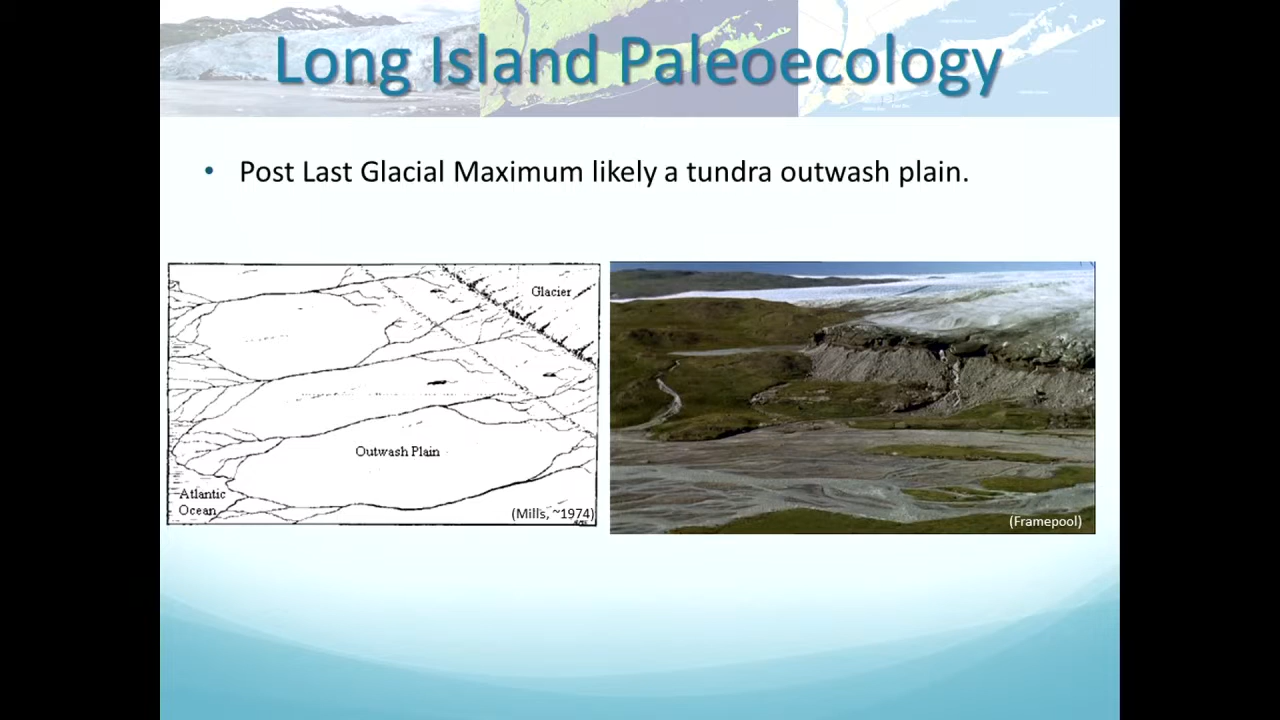 Long Island Paleoecology
• Post Last Glacial Maximum likely a tundra outwash plain.
Glacier
Outwash Plain
Atlantic
Ocean
(Mills, ~1974)
(Framepool)